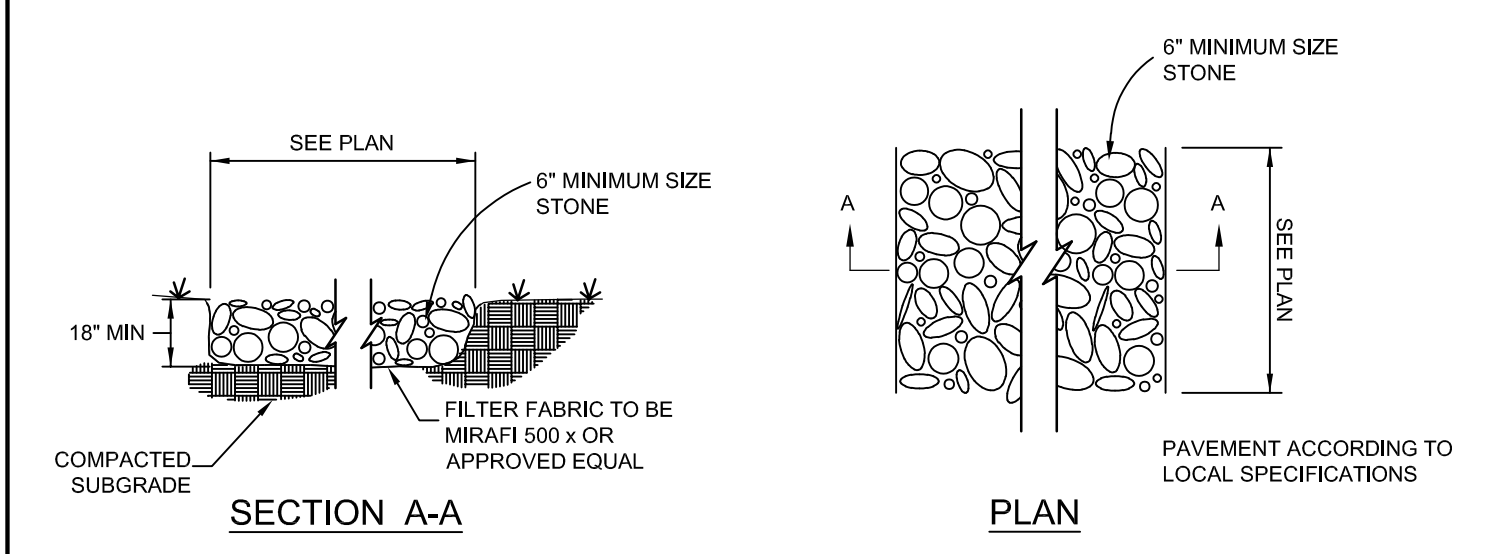 SEE PLAN
6" MINIMUM SIZE
STONE
18" MIN
FILTER FABRIC TO BE
MIRAFI 500 x OR
APPROVED EQUAL
COMPACTED
SUBGRADE
SECTION A-A
6" MINIMUM SIZE
STONE
A
A
SEE PLAN
PAVEMENT ACCORDING TO
LOCAL SPECIFICATIONS
PLAN